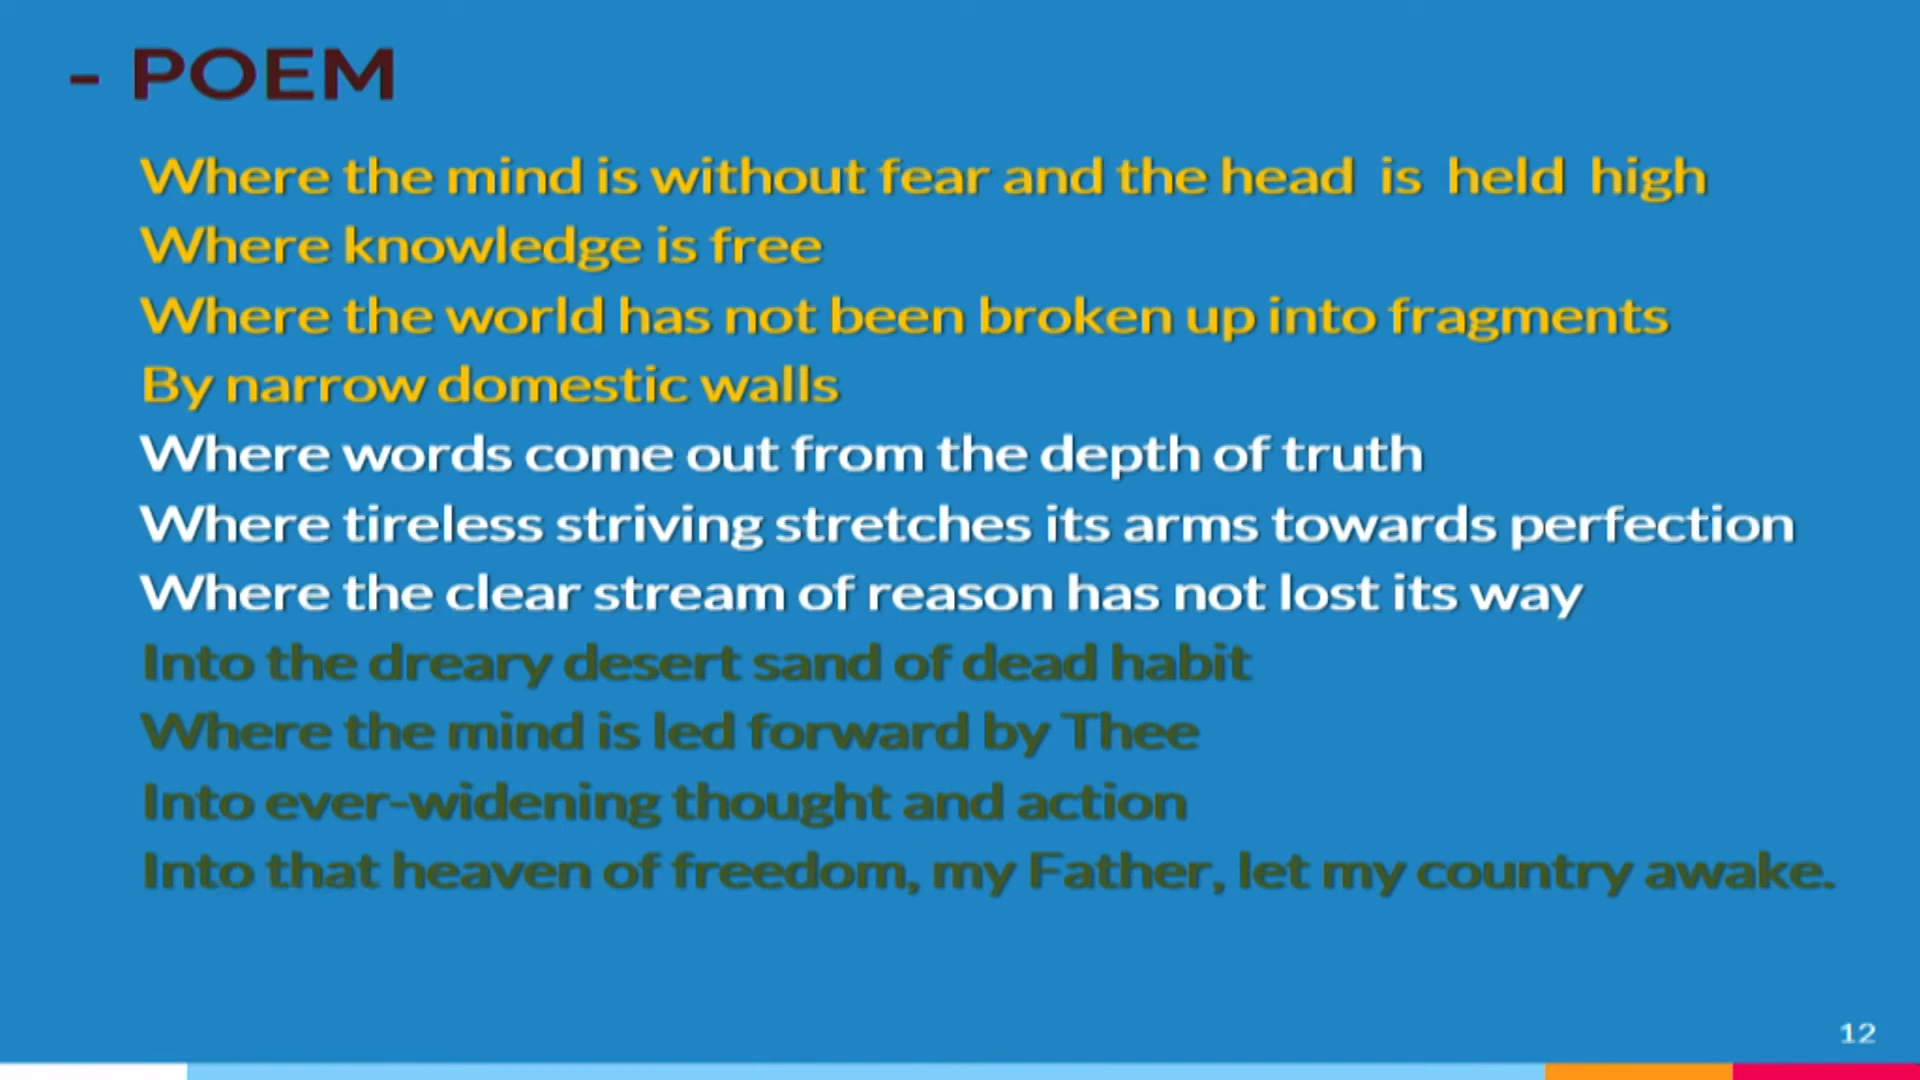 - POEM
Where the mind is without fear and the head is held high
Where knowledge is free
Where the world has not been broken up into fragments
By narrow domestic walls
Where words come out from the depth of truth
Where tireless striving stretches its arms towards perfection
Where the clear stream of reason has not lost its way
Into the dreary desert sand of dead habit
Where the mind is led forward by Thee
Into ever-widening thought and action
Into that heaven of freedom, my Father, let my country awake.
12